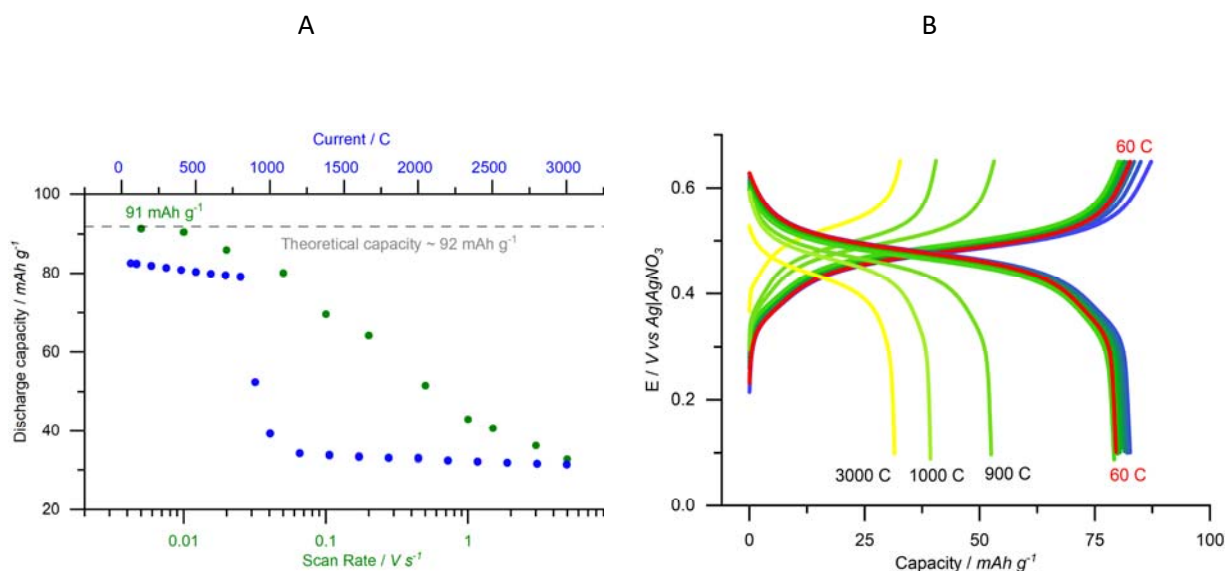 A
B
Current / C
0 500 1000 1500 2000 2500 3000
100
80
60
40
20
Discharge capacity / mAh g⁻¹
91 mAh g⁻¹
Theoretical capacity ~ 92 mAh g⁻¹
0.01 0.1 1
Scan Rate / V s⁻¹
E / V vs Ag|AgNO₃
0.6
0.4
0.2
0.0
60 C
3000 C 1000 C 900 C 60 C
0 25 50 75 100
Capacity / mAh g⁻¹